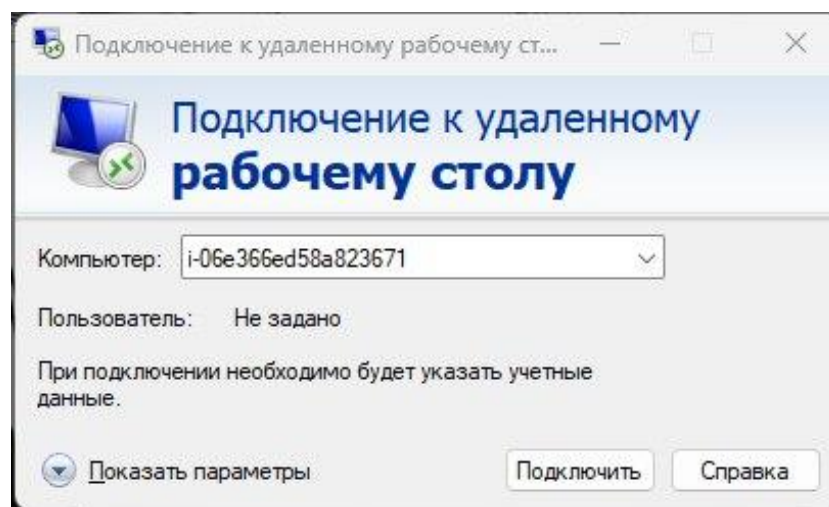 Подключение к удаленному рабочему ст...
Подключение к удаленному
рабочему столу
Компьютер: i-06e366ed58a823671
Пользователь: Не задано
При подключении необходимо будет указать учетные
данные.
Показать параметры Подключить Справка